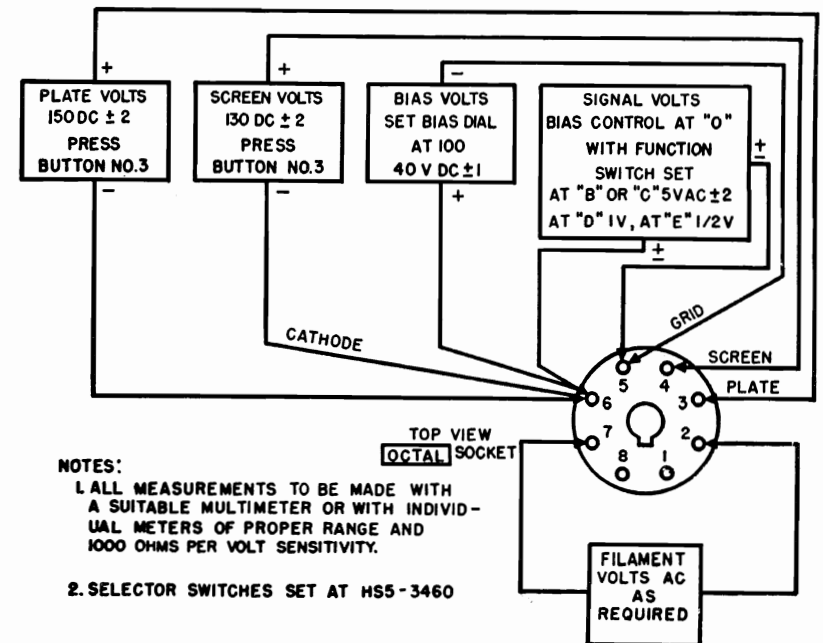 +
PLATE VOLTS
150 DC ± 2
PRESS
BUTTON NO.3
–
+
SCREEN VOLTS
130 DC ± 2
PRESS
BUTTON NO.3
–
–
BIAS VOLTS
SET BIAS DIAL
AT 100
40 V DC ± 1
+
SIGNAL VOLTS
BIAS CONTROL AT "O"
WITH FUNCTION
SWITCH SET
AT "B" OR "C" 5VAC ± 2
AT "D" 1V, AT "E" 1/2V
±
±
CATHODE
GRID
SCREEN
PLATE
5
4
6
3
7
2
8
1
TOP VIEW
OCTAL SOCKET
NOTES:
1. ALL MEASUREMENTS TO BE MADE WITH
A SUITABLE MULTIMETER OR WITH INDIVID-
UAL METERS OF PROPER RANGE AND
1000 OHMS PER VOLT SENSITIVITY.
2. SELECTOR SWITCHES SET AT HS5-3460
FILAMENT
VOLTS AC
AS
REQUIRED